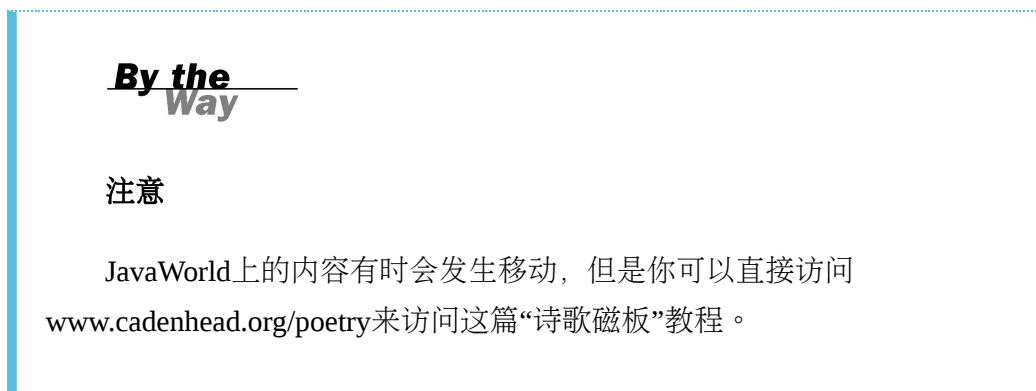 By the
Way
注意
JavaWorld上的内容有时会发生移动，但是你可以直接访问
www.cadenhead.org/poetry来访问这篇“诗歌磁板”教程。